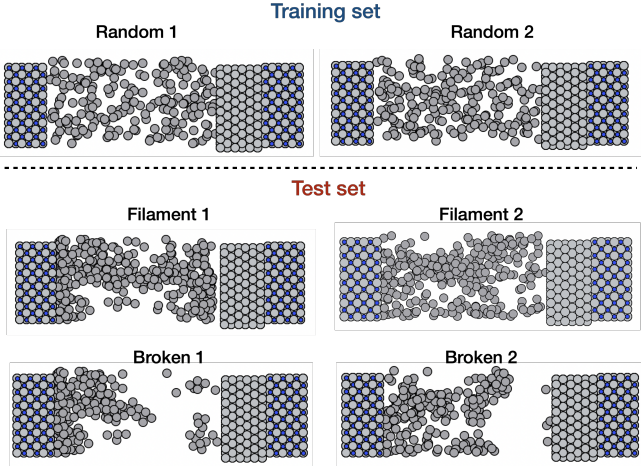 Training set
Random 1
Random 2
Test set
Filament 1
Filament 2
Broken 1
Broken 2